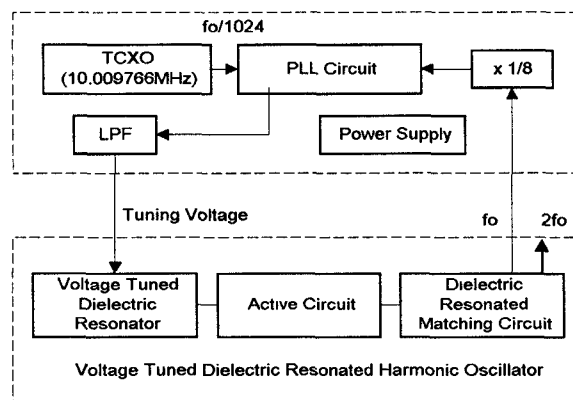 fo/1024
TCXO
(10.009766MHz)
PLL Circuit
x 1/8
LPF
Power Supply
Tuning Voltage
fo
2fo
Voltage Tuned
Dielectric
Resonator
Active Circuit
Dielectric
Resonated
Matching Circuit
Voltage Tuned Dielectric Resonated Harmonic Oscillator